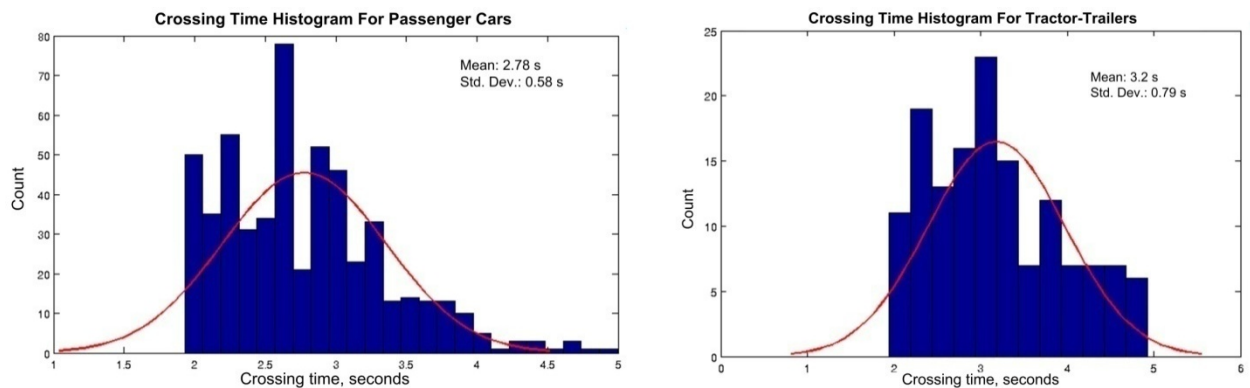 Crossing Time Histogram For Passenger Cars
80
70
60
50
40
30
20
10
0
Count
Mean: 2.78 s
Std. Dev.: 0.58 s
1 1.5 2 2.5 3 3.5 4 4.5 5
Crossing time, seconds
Crossing Time Histogram For Tractor-Trailers
25
20
15
10
5
0
Count
Mean: 3.2 s
Std. Dev.: 0.79 s
0 1 2 3 4 5 6
Crossing time, seconds